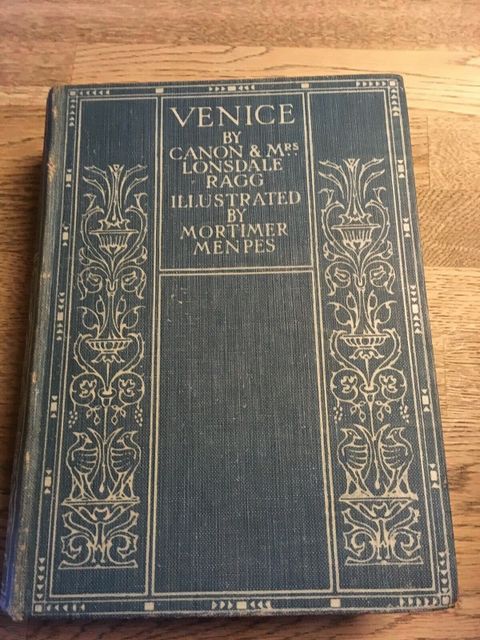 VENICE
BY
CANON & MRS.
LONSDALE
RAGG
ILLUSTRATED
BY
MORTIMER
MENPES